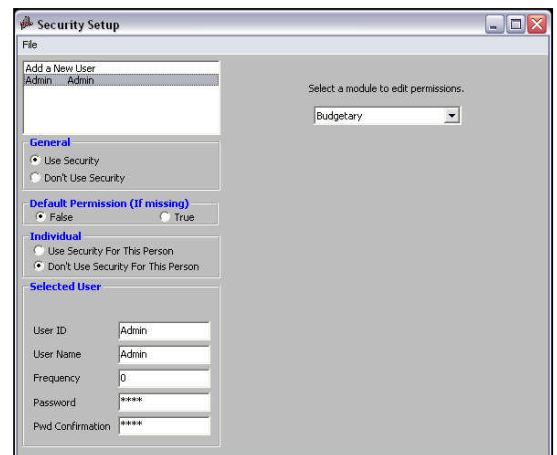 Security Setup
File
Add a New User
Admin Admin
Select a module to edit permissions.
Budgetary
General
Use Security
Don't Use Security
Default Permission (If missing)
False True
Individual
Use Security For This Person
Don't Use Security For This Person
Selected User
User ID Admin
User Name Admin
Frequency 0
Password ****
Pwd Confirmation ****